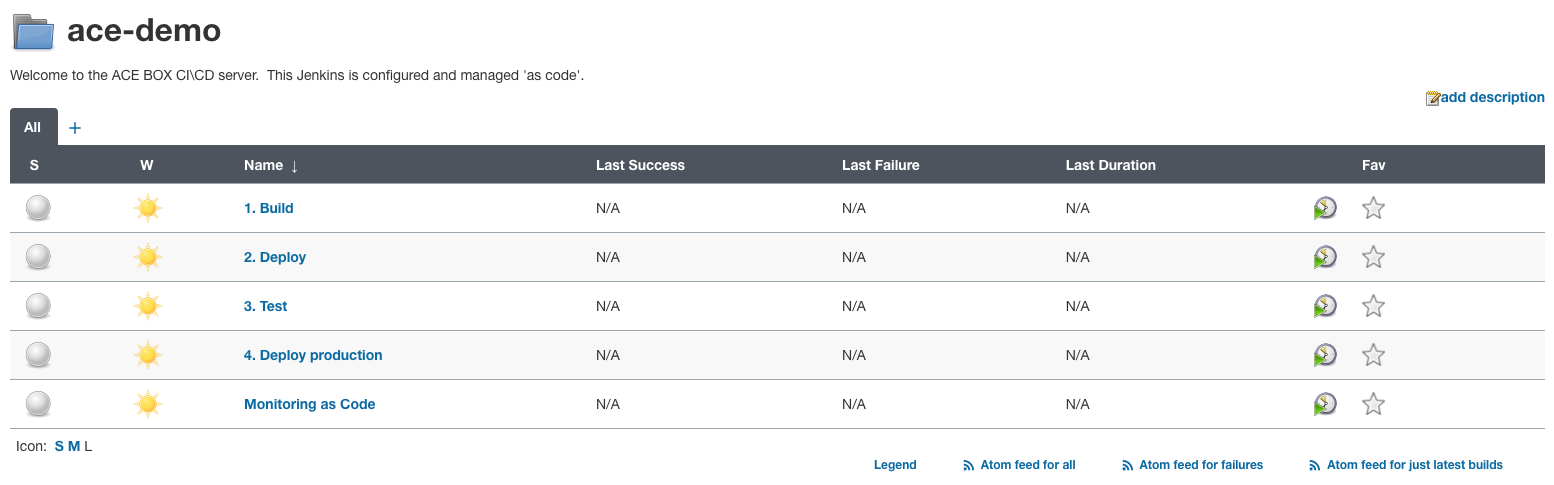 ace-demo
Welcome to the ACE BOX CI\CD server. This Jenkins is configured and managed 'as code'.
add description
All +
S W Name ↓ Last Success Last Failure Last Duration Fav
1. Build N/A N/A N/A
2. Deploy N/A N/A N/A
3. Test N/A N/A N/A
4. Deploy production N/A N/A N/A
Monitoring as Code N/A N/A N/A
Icon: S M L
Legend Atom feed for all Atom feed for failures Atom feed for just latest builds